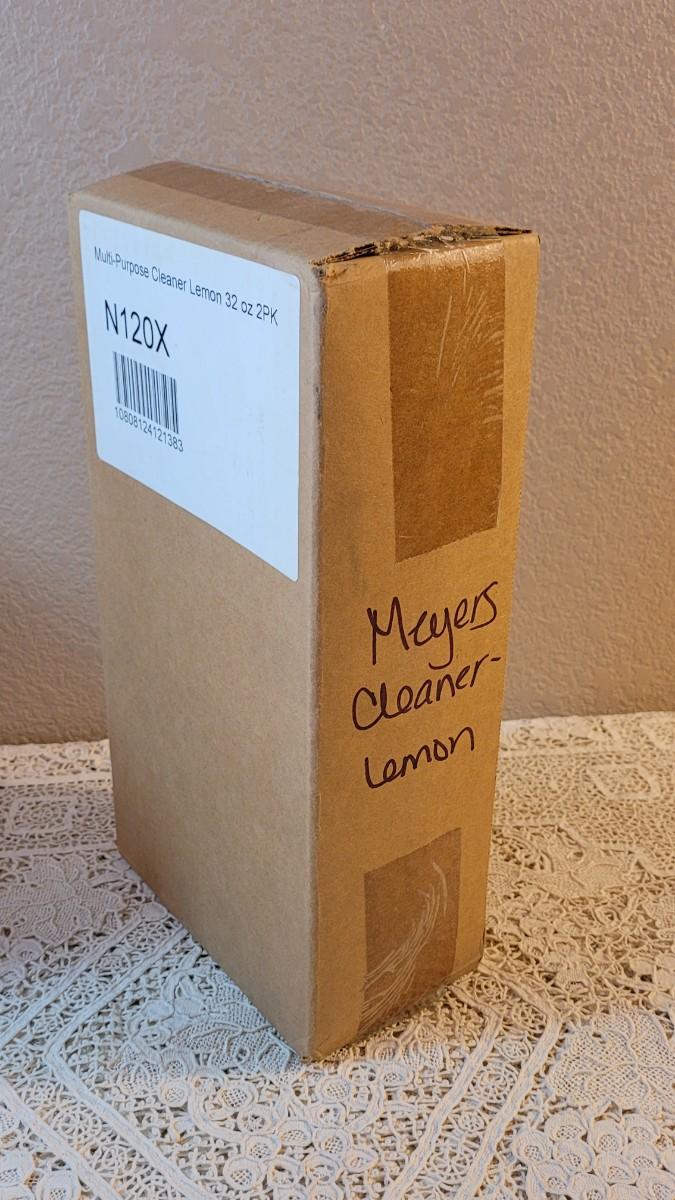 Multi-Purpose Cleaner Lemon 32 oz 2PK
N120X
10808124121383
Meyers
Cleaner-
Lemon